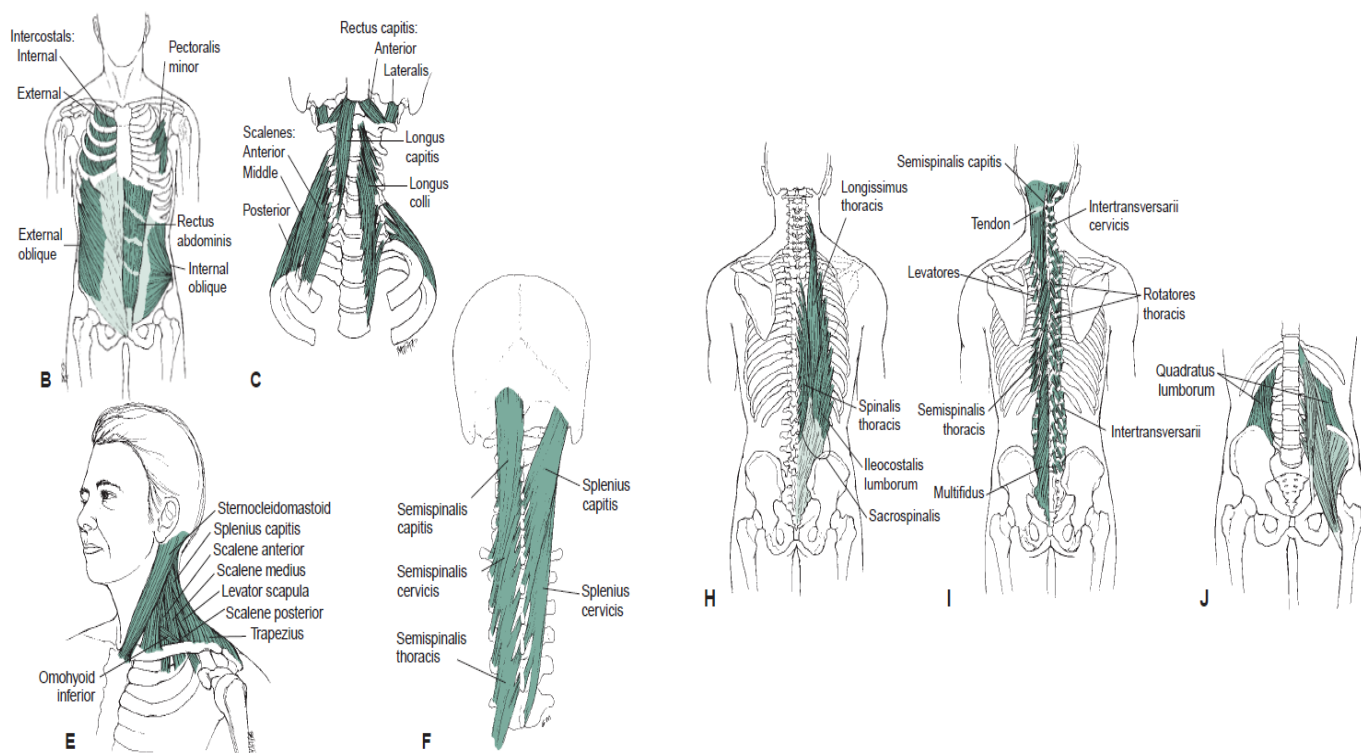 Intercostals:
Internal
External
Pectoralis
minor
External
oblique
Rectus
abdominis
Internal
oblique
B
Rectus capitis:
Anterior
Lateralis
Scalenes:
Anterior
Middle
Posterior
Longus
capitis
Longus
colli
C
Sternocleidomastoid
Splenius capitis
Scalene anterior
Scalene medius
Levator scapula
Scalene posterior
Trapezius
Omohyoid
inferior
E
Semispinalis
capitis
Semispinalis
cervicis
Semispinalis
thoracis
Splenius
capitis
Splenius
cervicis
F
Longissimus
thoracis
Spinalis
thoracis
Ileocostalis
lumborum
Sacrospinalis
H
Semispinalis capitis
Tendon
Intertransversarii
cervicis
Levatores
Rotatores
thoracis
Semispinalis
thoracis
Intertransversarii
Multifidus
I
Quadratus
lumborum
J